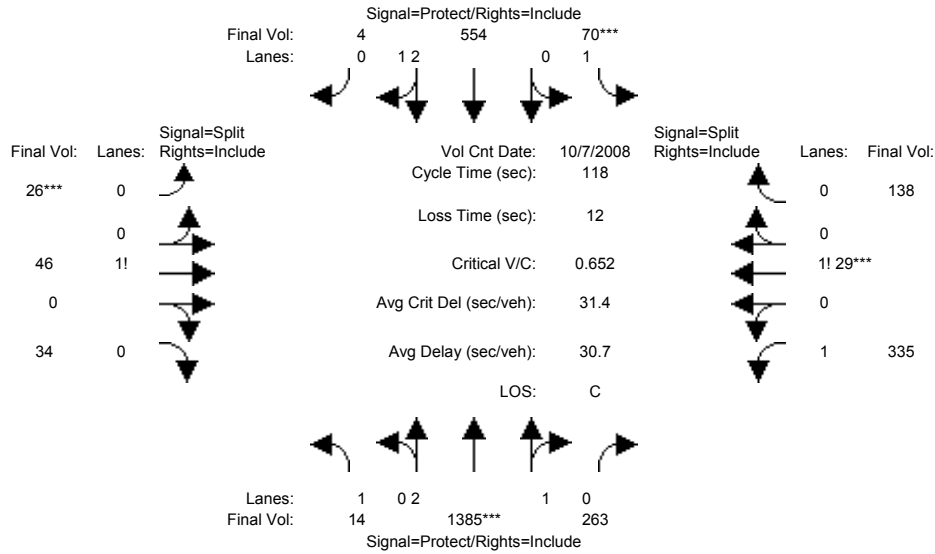 Signal=Protect/Rights=Include
Final Vol: 4 554 70***
Lanes: 0 1 2 0 1
Signal=Split Signal=Split
Final Vol: Lanes: Rights=Include Vol Cnt Date: 10/7/2008 Rights=Include Lanes: Final Vol:
Cycle Time (sec): 118
26*** 0 0 138
Loss Time (sec): 12
0 0
46 1! Critical V/C: 0.652 1! 29***
0 0 Avg Crit Del (sec/veh): 31.4 0
34 0 Avg Delay (sec/veh): 30.7 1 335
LOS: C
Lanes: 1 0 2 1 0
Final Vol: 14 1385*** 263
Signal=Protect/Rights=Include